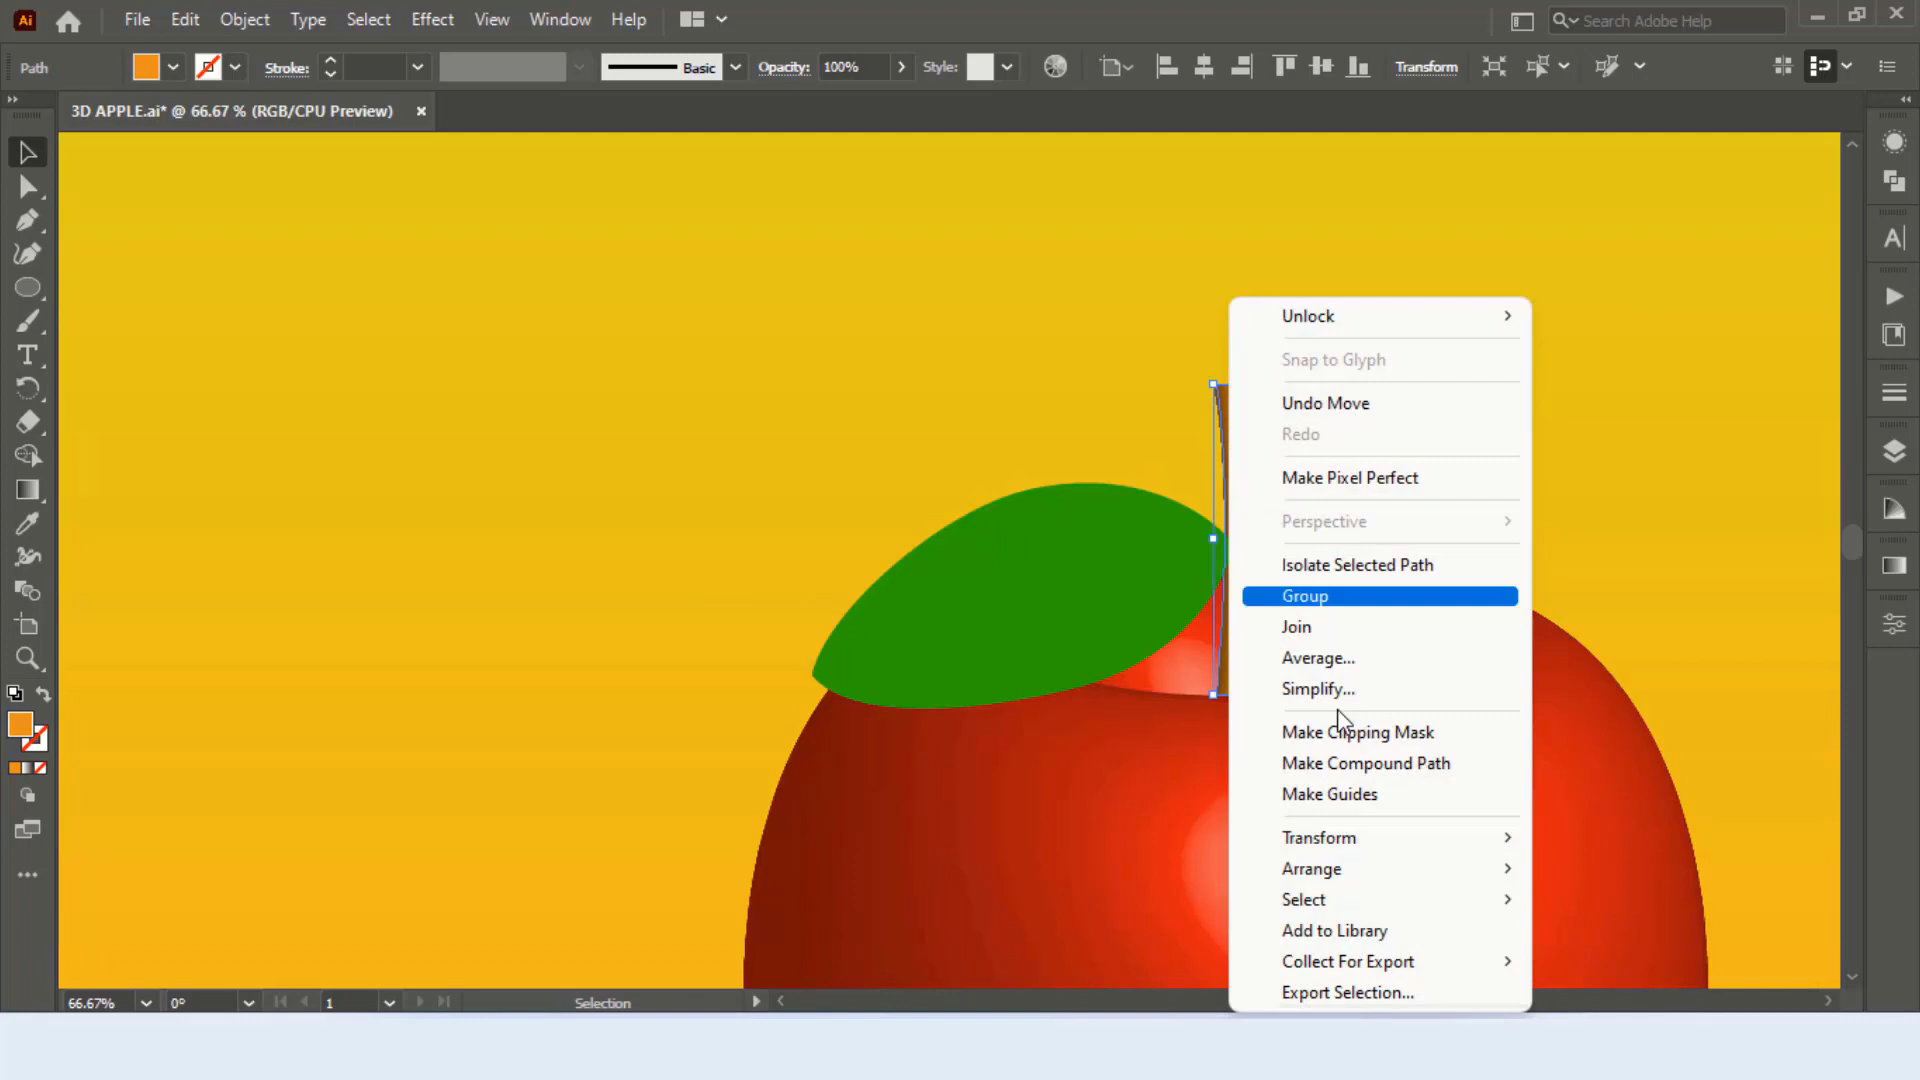 Ai File Edit Object Type Select Effect View Window Help Search Adobe Help
Path Stroke: Basic Opacity: 100% Style: Transform
3D APPLE.ai* @ 66.67 % (RGB/CPU Preview)
Unlock
Snap to Glyph
Undo Move
Redo
Make Pixel Perfect
Perspective
Isolate Selected Path
Group
Join
Average...
Simplify...
Make Clipping Mask
Make Compound Path
Make Guides
Transform
Arrange
Select
Add to Library
Collect For Export
Export Selection...
66.67% 0° 1 Selection